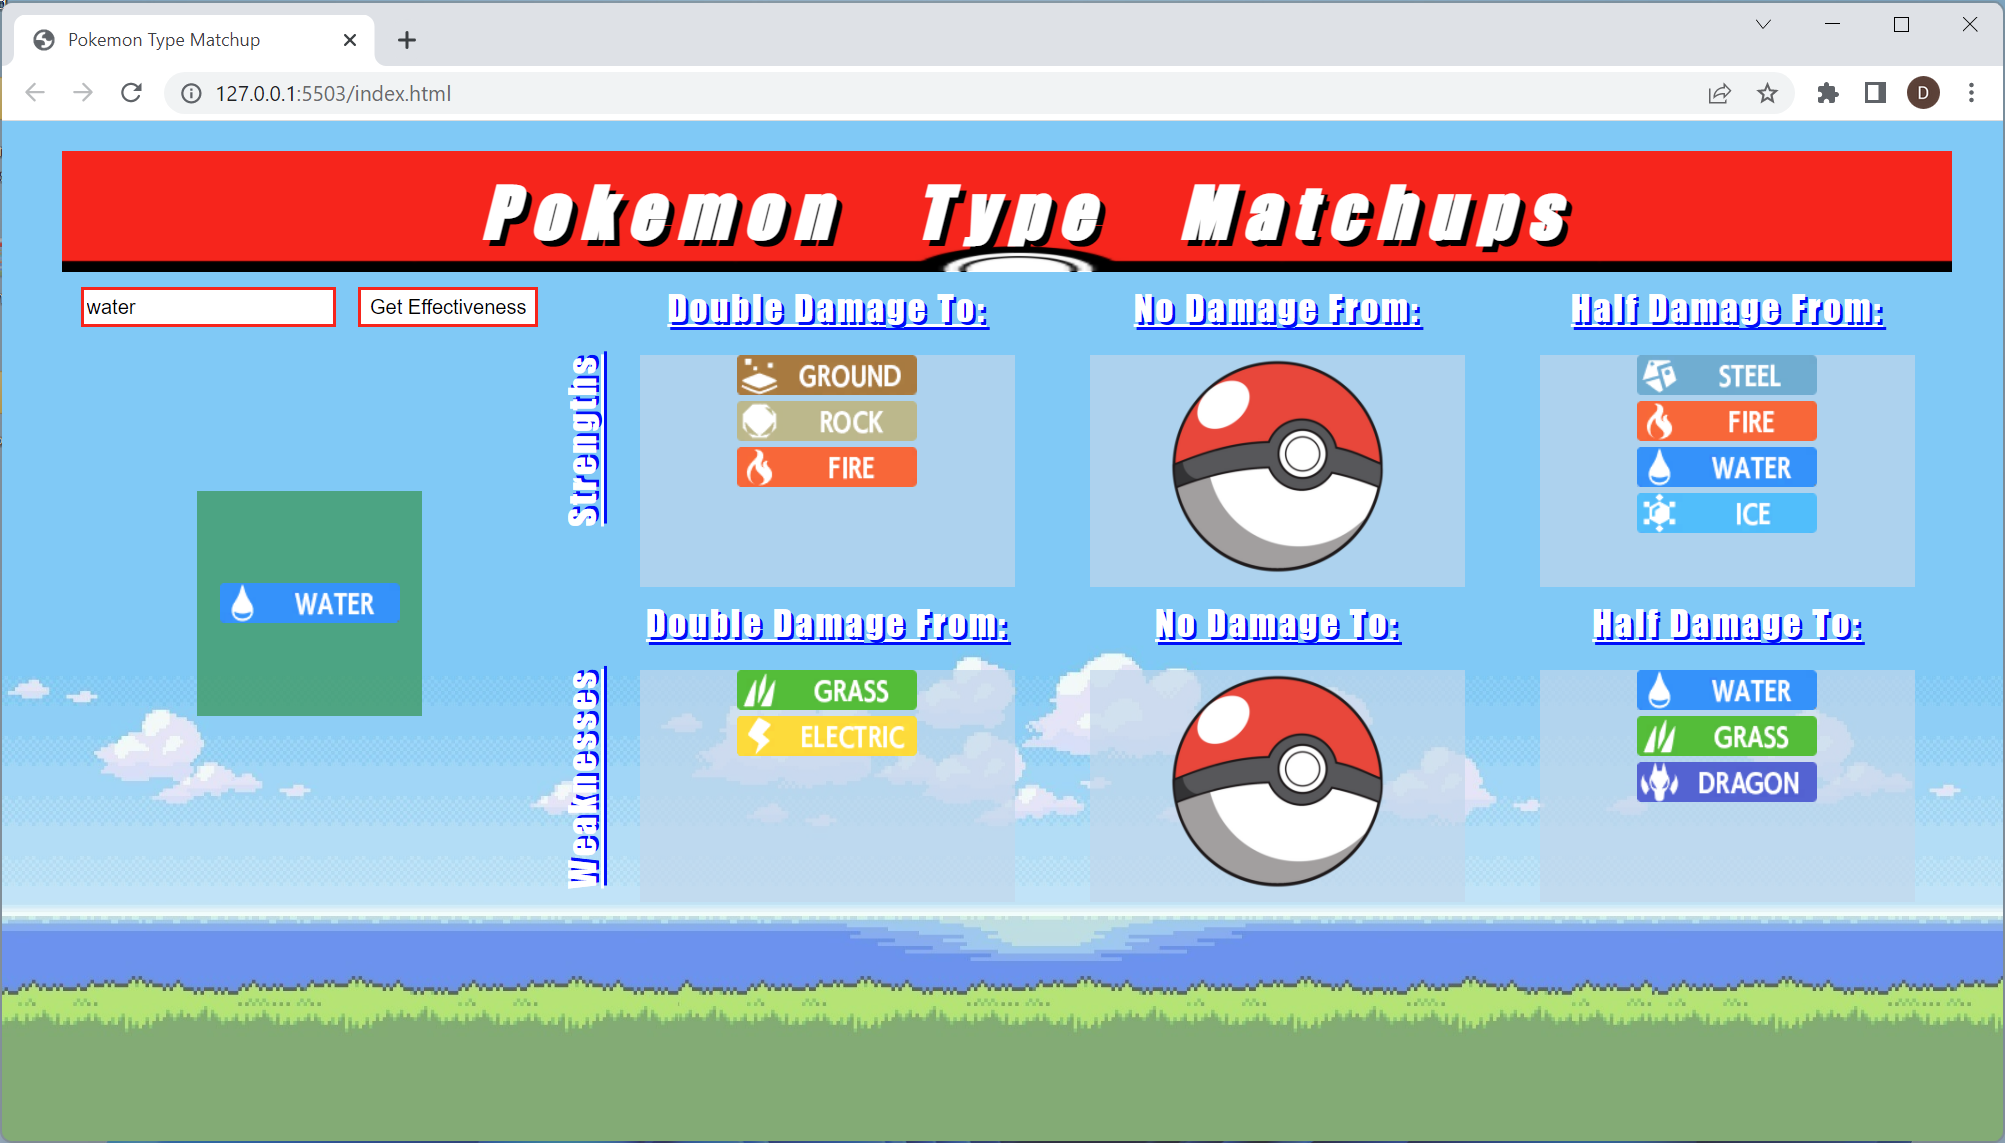 Pokemon Type Matchup
127.0.0.1:5503/index.html
D
Pokemon Type Matchups
water
Get Effectiveness
Double Damage To:
No Damage From:
Half Damage From:
Strengths
GROUND
ROCK
FIRE
STEEL
FIRE
WATER
ICE
WATER
Double Damage From:
No Damage To:
Half Damage To:
Weaknesses
GRASS
ELECTRIC
WATER
GRASS
DRAGON